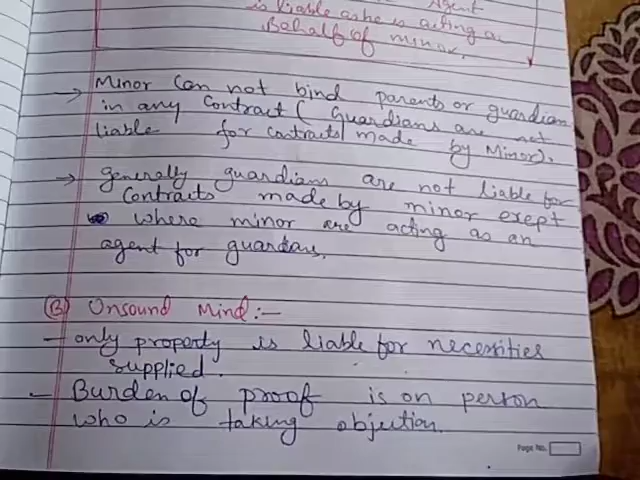 Agent
is liable as he is acting a
Behalf of minor.
→ Minor Can not bind parents or guardian
in any Contract ( Guardians are not
liable for contracts made by Minor).
→ generally guardians are not liable for
Contracts made by minor exept
where minor are acting as an
agent for guardians.
(B) Unsound Mind:-
- only property is liable for necessities
supplied.
- Burden of proof is on person
who is taking objection.
Page No.